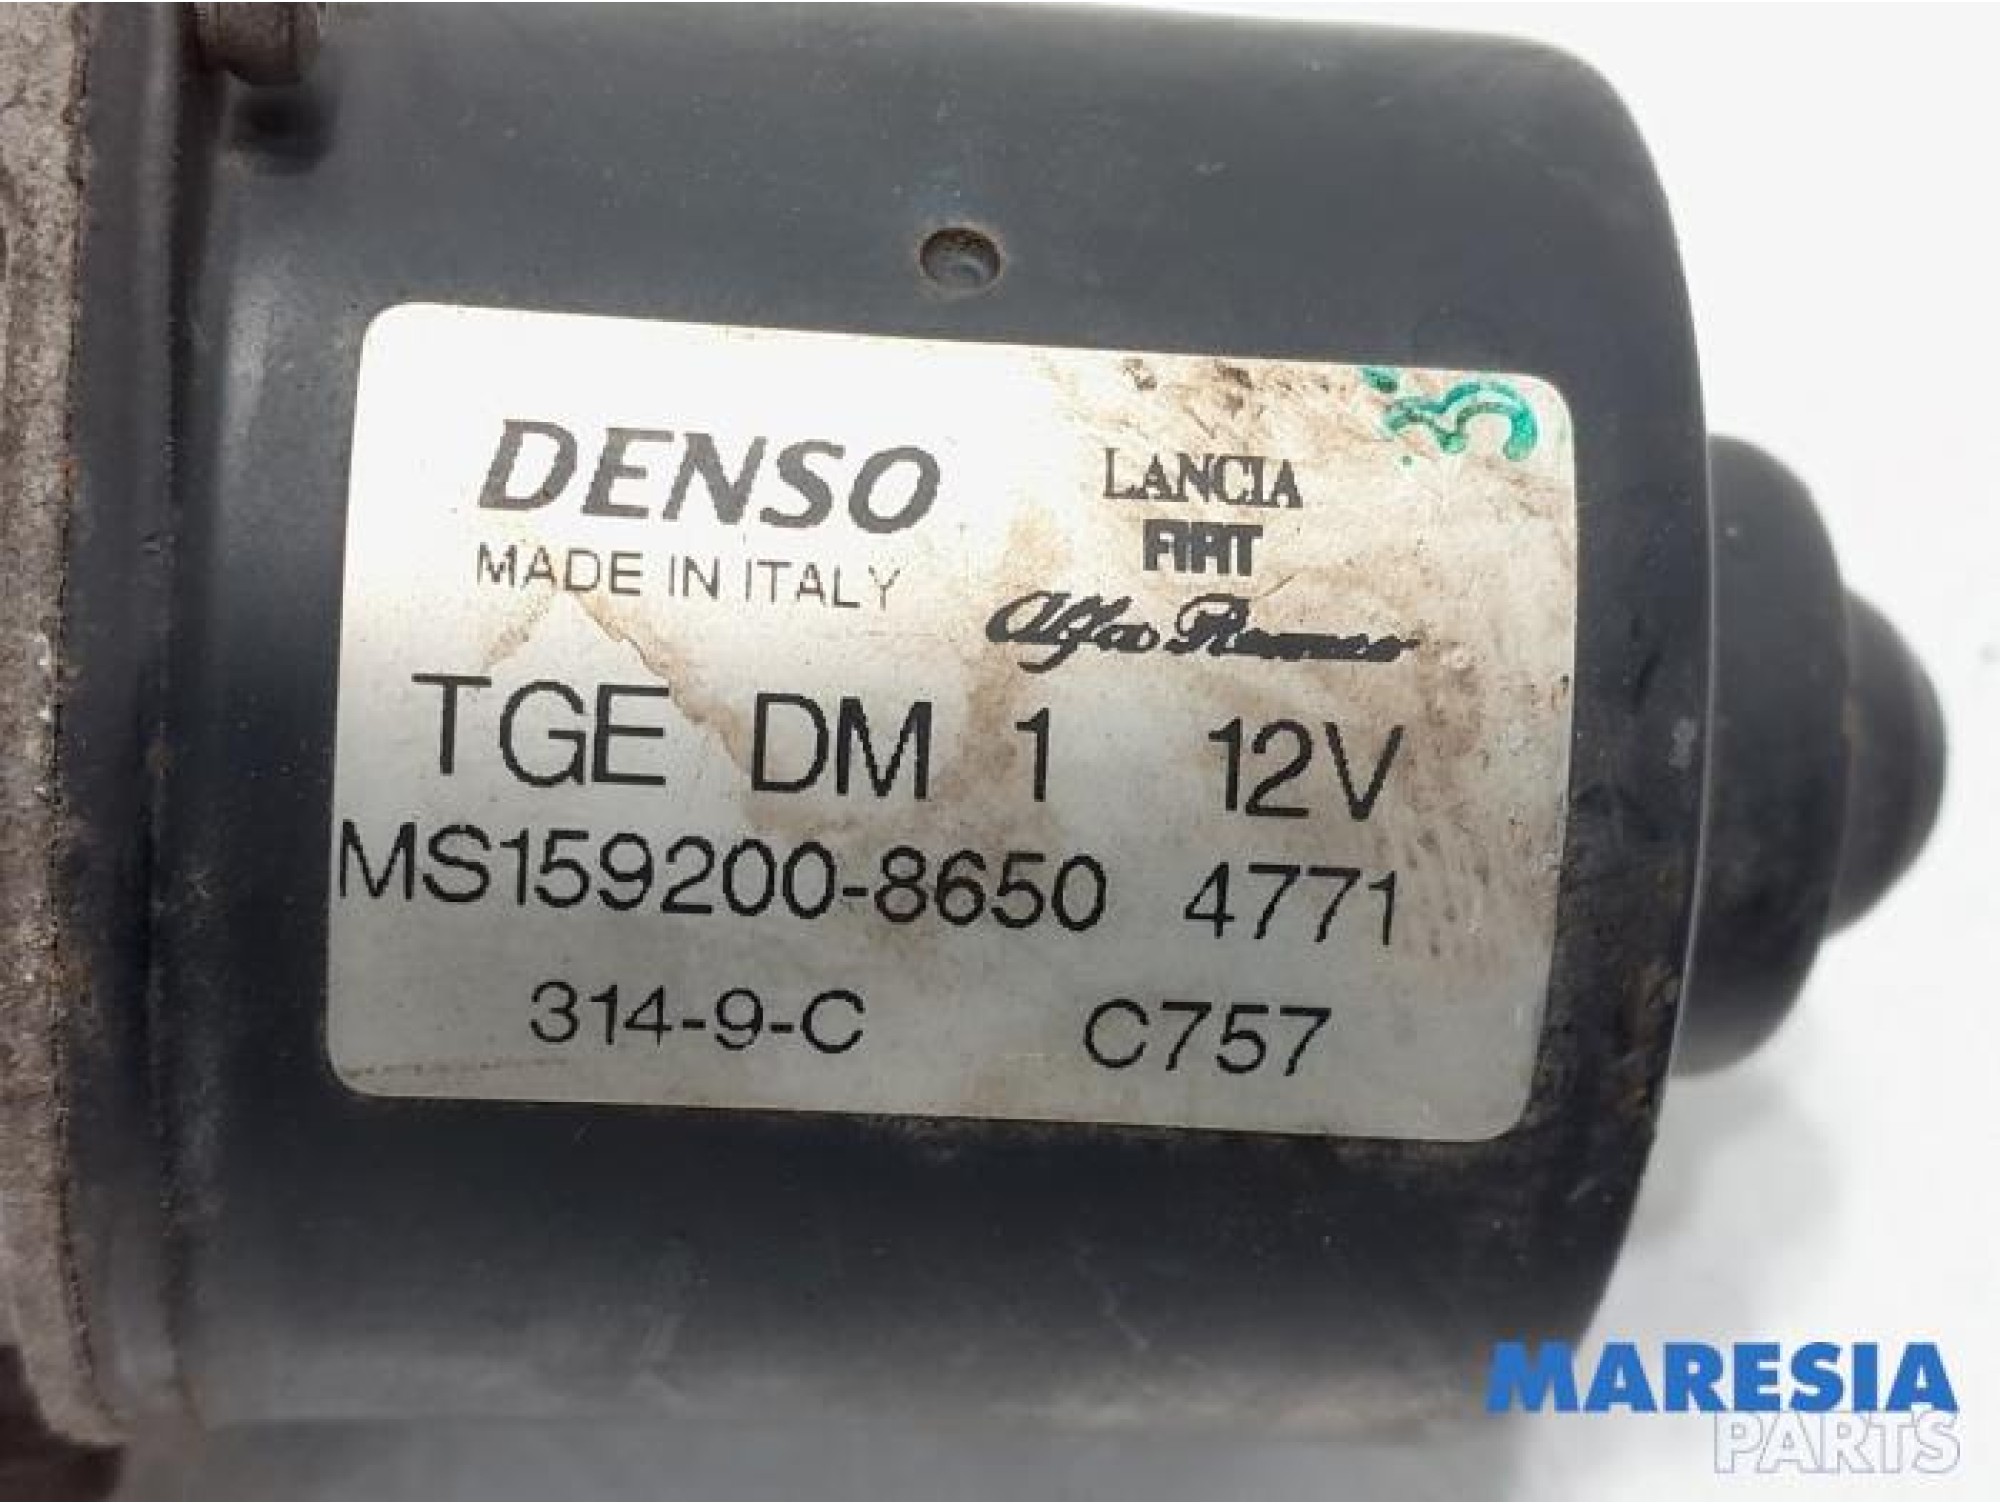 DENSO
MADE IN ITALY
LANCIA
FIAT
Alfa Romeo
TGE DM 1 12V
MS159200-8650 4771
314-9-C C757
MARESIA
PARTS